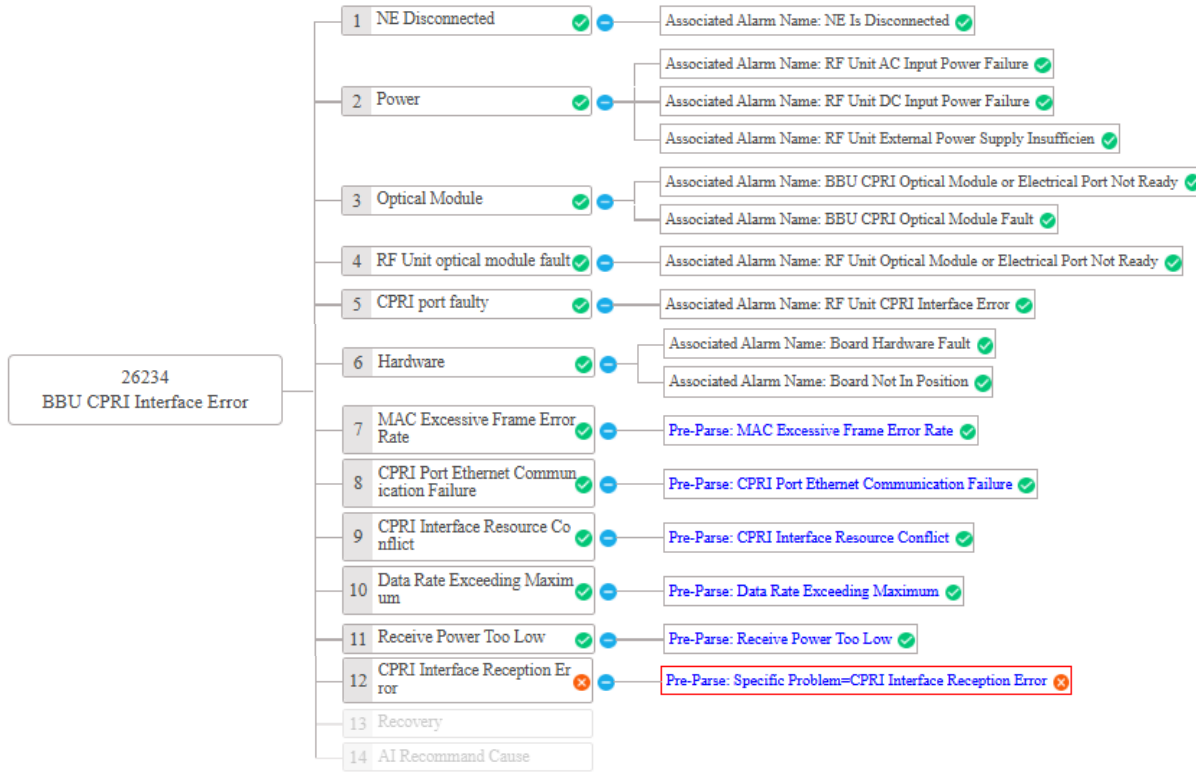 26234
BBU CPRI Interface Error
1 NE Disconnected
Associated Alarm Name: NE Is Disconnected
2 Power
Associated Alarm Name: RF Unit AC Input Power Failure
Associated Alarm Name: RF Unit DC Input Power Failure
Associated Alarm Name: RF Unit External Power Supply Insufficien
3 Optical Module
Associated Alarm Name: BBU CPRI Optical Module or Electrical Port Not Ready
Associated Alarm Name: BBU CPRI Optical Module Fault
4 RF Unit optical module fault
Associated Alarm Name: RF Unit Optical Module or Electrical Port Not Ready
5 CPRI port faulty
Associated Alarm Name: RF Unit CPRI Interface Error
6 Hardware
Associated Alarm Name: Board Hardware Fault
Associated Alarm Name: Board Not In Position
7 MAC Excessive Frame Error
Rate
Pre-Parse: MAC Excessive Frame Error Rate
8 CPRI Port Ethernet Commun
ication Failure
Pre-Parse: CPRI Port Ethernet Communication Failure
9 CPRI Interface Resource Co
nflict
Pre-Parse: CPRI Interface Resource Conflict
10 Data Rate Exceeding Maxim
um
Pre-Parse: Data Rate Exceeding Maximum
11 Receive Power Too Low
Pre-Parse: Receive Power Too Low
12 CPRI Interface Reception Er
ror
Pre-Parse: Specific Problem=CPRI Interface Reception Error
13 Recovery
14 AI Recommand Cause